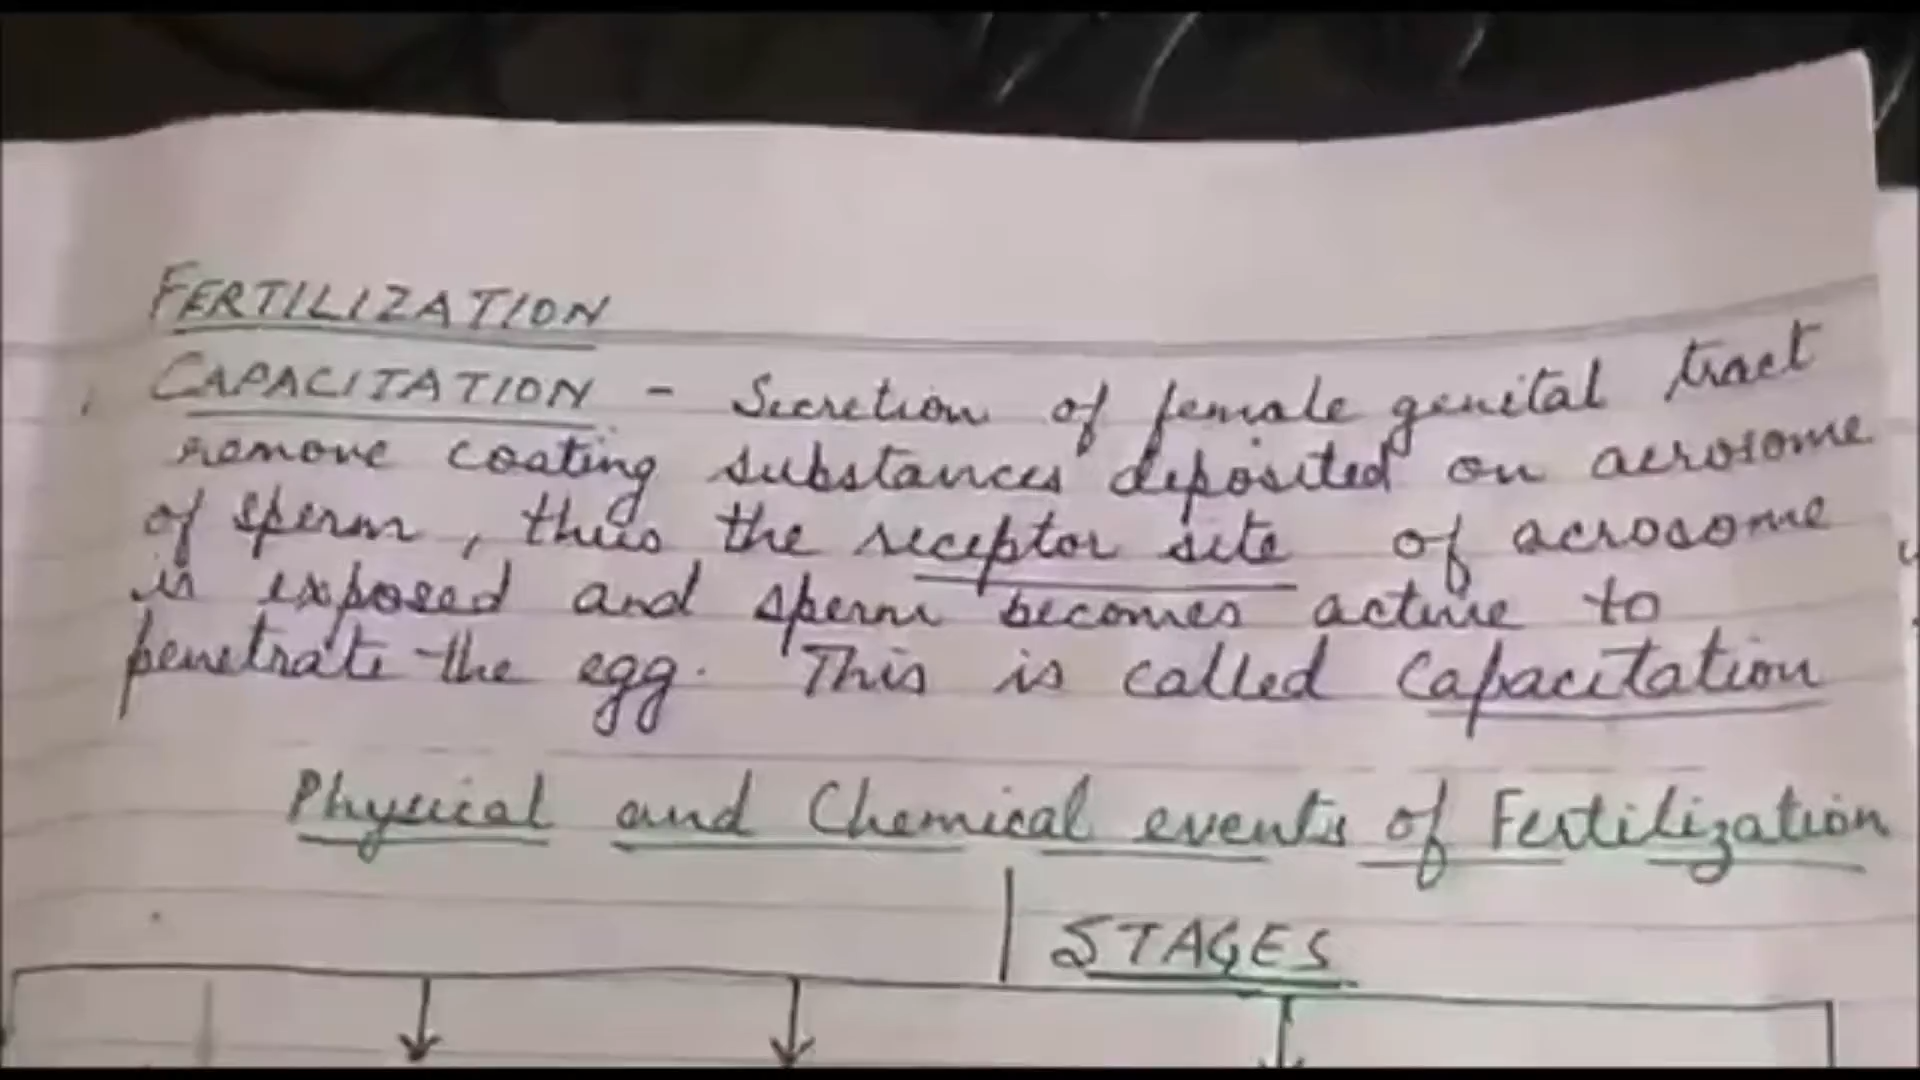 FERTILIZATION
CAPACITATION - Secretion of female genital tract
remove coating substances deposited on acrosome
of sperm, thus the receptor site of acrosome
is exposed and sperm becomes active to
penetrate the egg. This is called Capacitation
Physical and Chemical events of Fertilization
STAGES